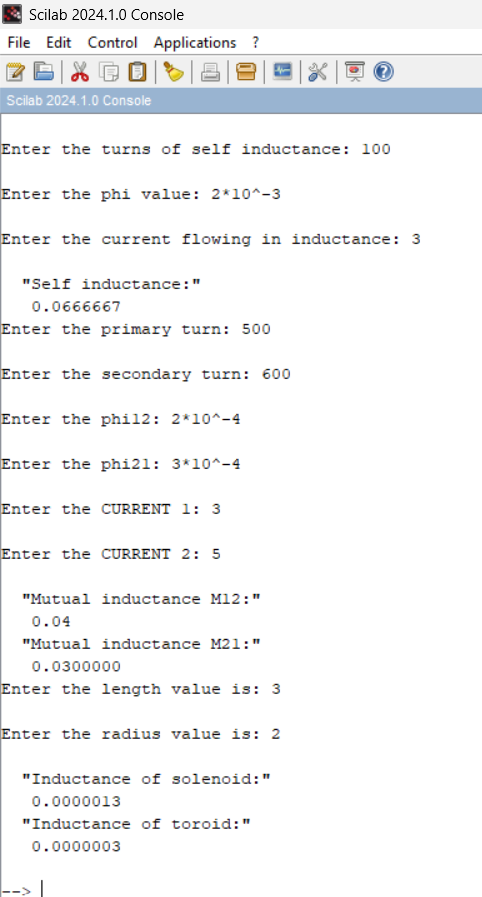 Scilab 2024.1.0 Console
File Edit Control Applications ?
Scilab 2024.1.0 Console
Enter the turns of self inductance: 100
Enter the phi value: 2*10^-3
Enter the current flowing in inductance: 3
"Self inductance:"
0.0666667
Enter the primary turn: 500
Enter the secondary turn: 600
Enter the phi12: 2*10^-4
Enter the phi21: 3*10^-4
Enter the CURRENT 1: 3
Enter the CURRENT 2: 5
"Mutual inductance M12:"
0.04
"Mutual inductance M21:"
0.0300000
Enter the length value is: 3
Enter the radius value is: 2
"Inductance of solenoid:"
0.0000013
"Inductance of toroid:"
0.0000003
-->